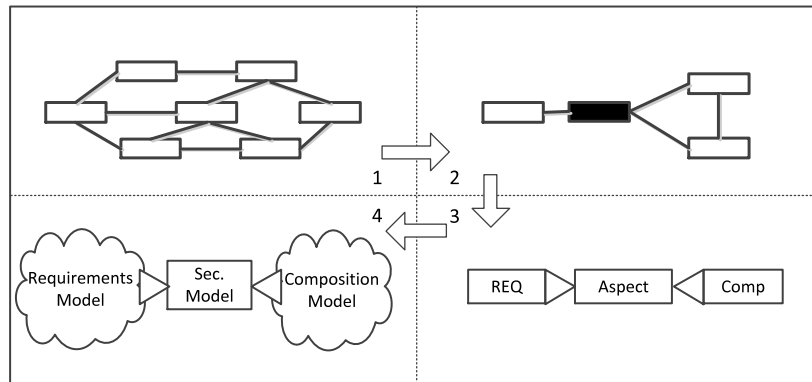 1
2
4
3
Requirements
Model
Sec.
Model
Composition
Model
REQ
Aspect
Comp